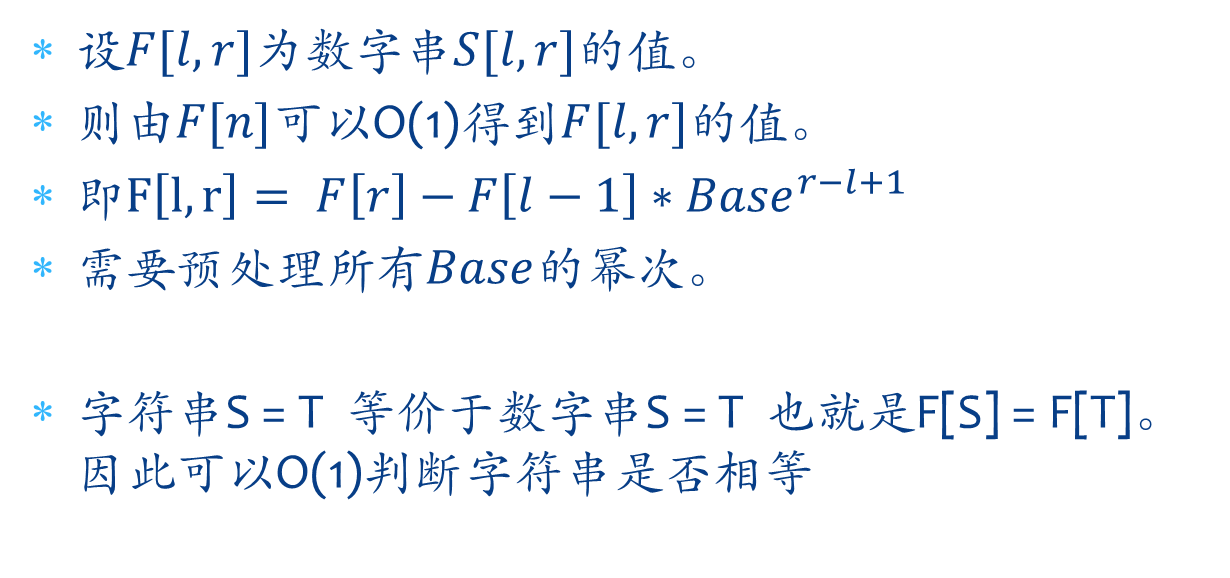 * 设F[l, r]为数字串S[l, r]的值。
* 则由F[n]可以O(1)得到F[l, r]的值。
* 即F[l, r] = F[r] − F[l − 1] ∗ Base^{r−l+1}
* 需要预处理所有Base的幂次。
* 字符串S = T 等价于数字串S = T 也就是F[S] = F[T]。
因此可以O(1)判断字符串是否相等